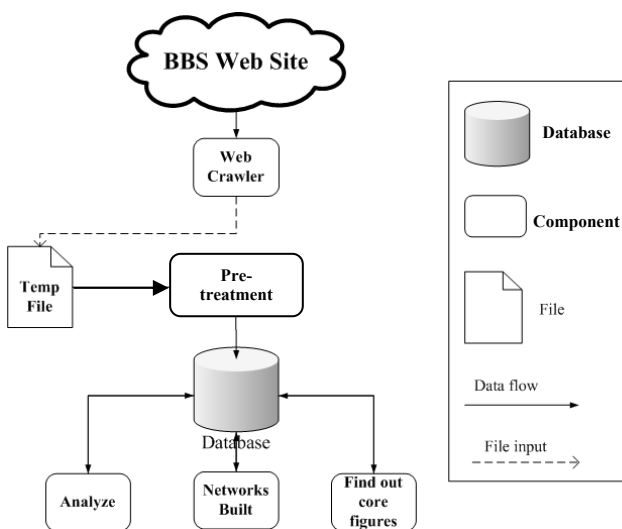 BBS Web Site
Web
Crawler
Temp
File
Pre-
treatment
Database
Analyze
Networks
Built
Find out
core
figures
Database
Component
File
Data flow
File input